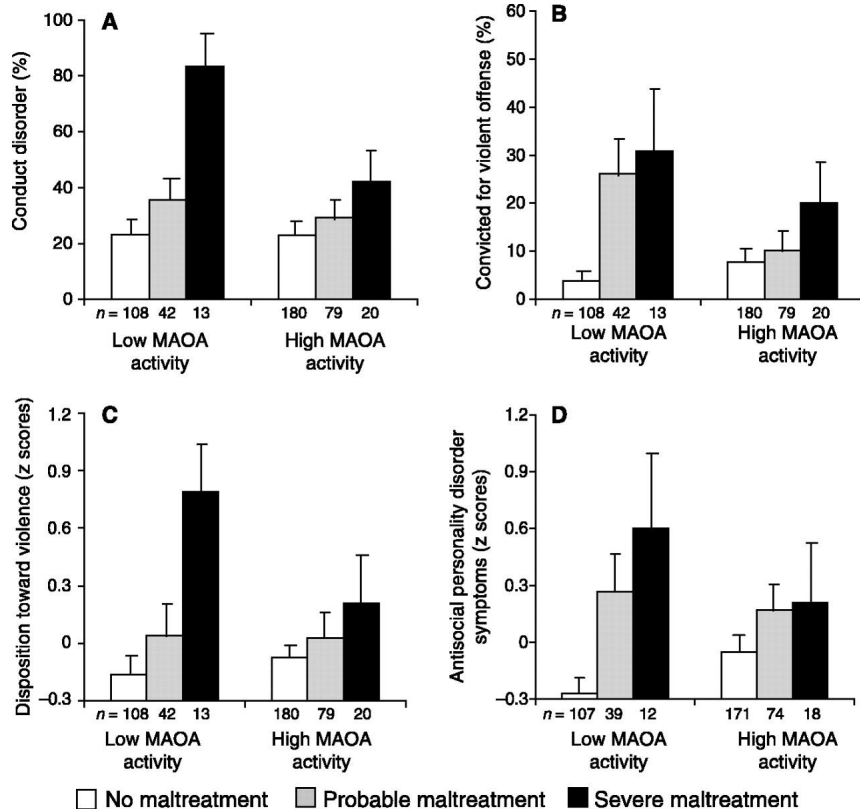 A
Conduct disorder (%)
100
80
60
40
20
0
n = 108 42 13 180 79 20
Low MAOA activity
High MAOA activity
B
Convicted for violent offense (%)
60
50
40
30
20
10
0
n = 108 42 13 180 79 20
Low MAOA
activity
High MAOA
activity
C
Disposition toward violence (z scores)
1.2
0.9
0.6
0.3
0
–0.3
n = 108 42 13 180 79 20
Low MAOA
activity
High MAOA
activity
D
Antisocial personality disorder
symptoms (z scores)
1.2
0.9
0.6
0.3
0
–0.3
n = 107 39 12 171 74 18
Low MAOA
activity
High MAOA
activity
No maltreatment Probable maltreatment Severe maltreatment